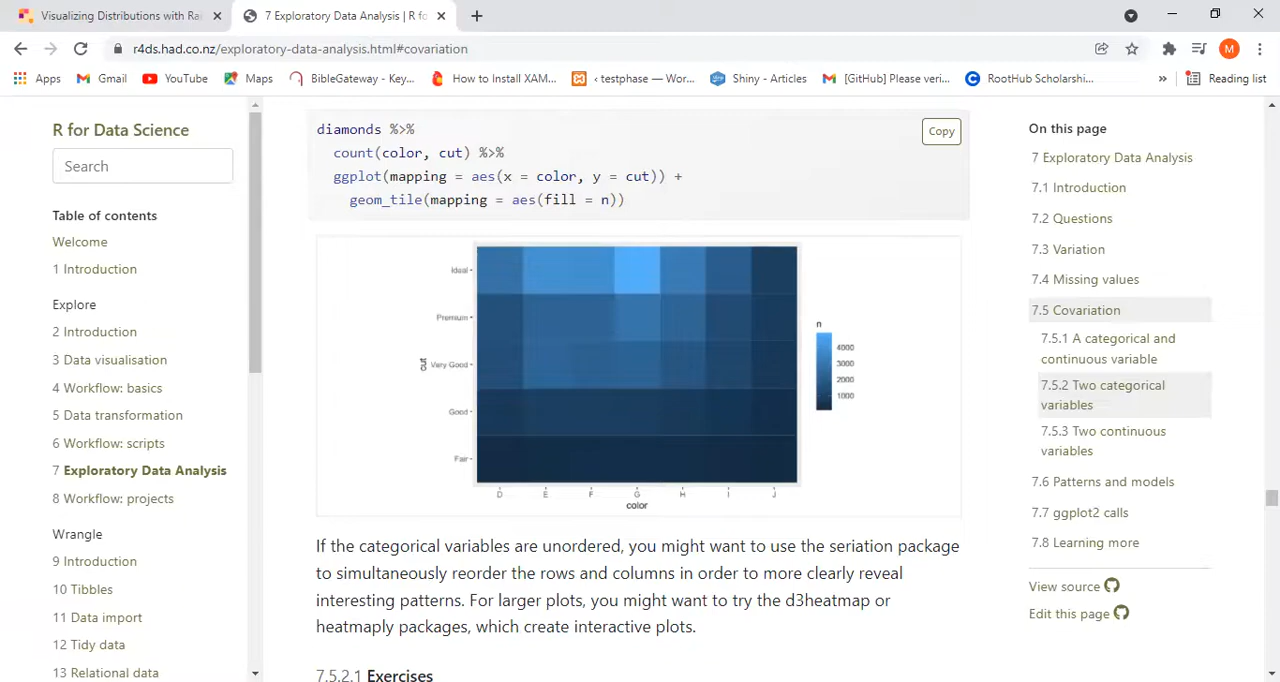 Visualizing Distributions with Rai
7 Exploratory Data Analysis | R fo
r4ds.had.co.nz/exploratory-data-analysis.html#covariation
M
Apps
Gmail
YouTube
Maps
BibleGateway - Key...
How to Install XAM...
‹ testphase — Wor...
Shiny - Articles
[GitHub] Please veri...
RootHub Scholarshi...
»
Reading list
R for Data Science
Search
Table of contents
Welcome
1 Introduction
Explore
2 Introduction
3 Data visualisation
4 Workflow: basics
5 Data transformation
6 Workflow: scripts
7 Exploratory Data Analysis
8 Workflow: projects
Wrangle
9 Introduction
10 Tibbles
11 Data import
12 Tidy data
13 Relational data
diamonds %>%
count(color, cut) %>%
ggplot(mapping = aes(x = color, y = cut)) +
geom_tile(mapping = aes(fill = n))
Copy
Ideal
Premium
Very Good
Good
Fair
cut
D E F G H I J
color
n
4000
3000
2000
1000
If the categorical variables are unordered, you might want to use the seriation package
to simultaneously reorder the rows and columns in order to more clearly reveal
interesting patterns. For larger plots, you might want to try the d3heatmap or
heatmaply packages, which create interactive plots.
7.5.2.1 Exercises
On this page
7 Exploratory Data Analysis
7.1 Introduction
7.2 Questions
7.3 Variation
7.4 Missing values
7.5 Covariation
7.5.1 A categorical and
continuous variable
7.5.2 Two categorical
variables
7.5.3 Two continuous
variables
7.6 Patterns and models
7.7 ggplot2 calls
7.8 Learning more
View source
Edit this page